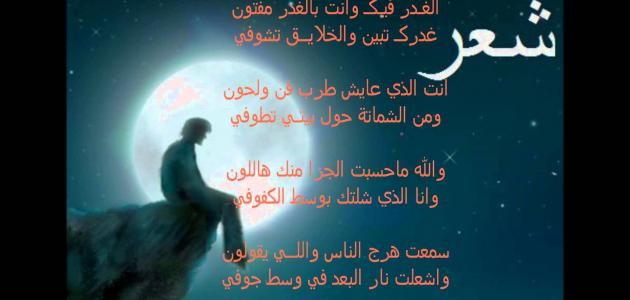 شعر
الغدر فيك وانت بالغدر مفتون
غدرك تبين والخلايق تشوفي
انت الذي عايش طرب فن ولحون
ومن الشماتة حول بيتي تطوفي
والله ماحسبت الجزا منك هاللون
وانا الذي شلتك بوسط الكفوفي
سمعت هرج الناس واللي يقولون
واشعلت نار البعد في وسط جوفي